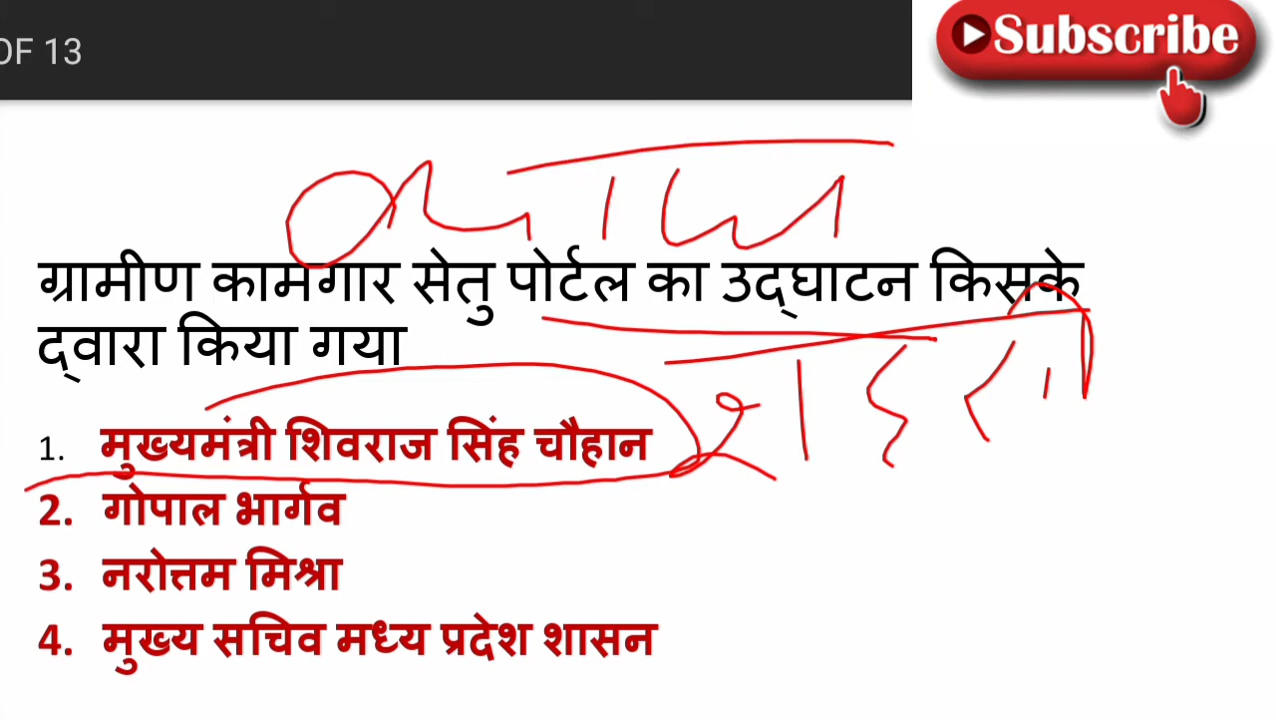 OF 13
Subscribe
ग्रामीण कामगार सेतु पोर्टल का उद्घाटन किसके
द्वारा किया गया
1. मुख्यमंत्री शिवराज सिंह चौहान
2. गोपाल भार्गव
3. नरोत्तम मिश्रा
4. मुख्य सचिव मध्य प्रदेश शासन